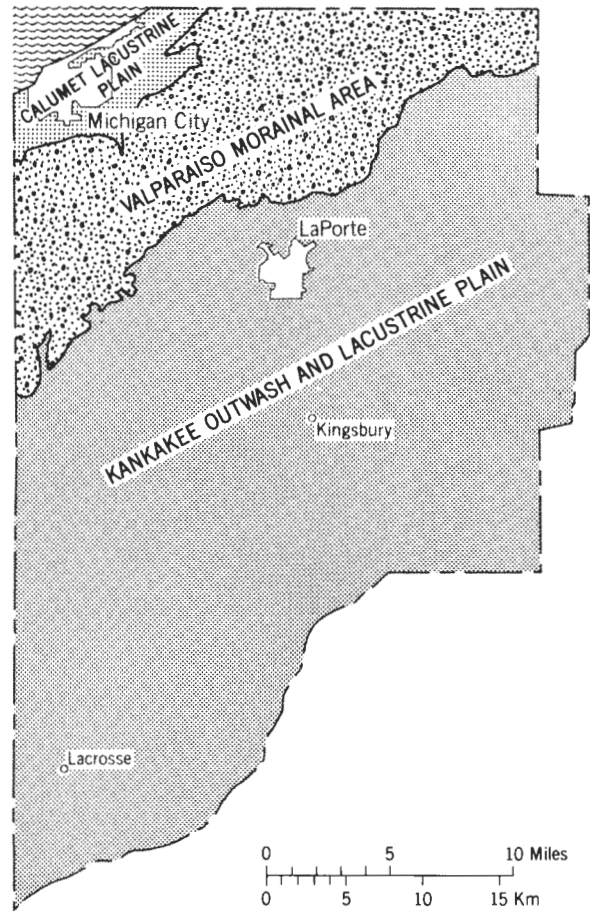 CALUMET LACUSTRINE
PLAIN
Michigan City
VALPARAISO MORAINAL AREA
LaPorte
KANKAKEE OUTWASH AND LACUSTRINE PLAIN
Kingsbury
Lacrosse
0 5 10 Miles
0 5 10 15 Km